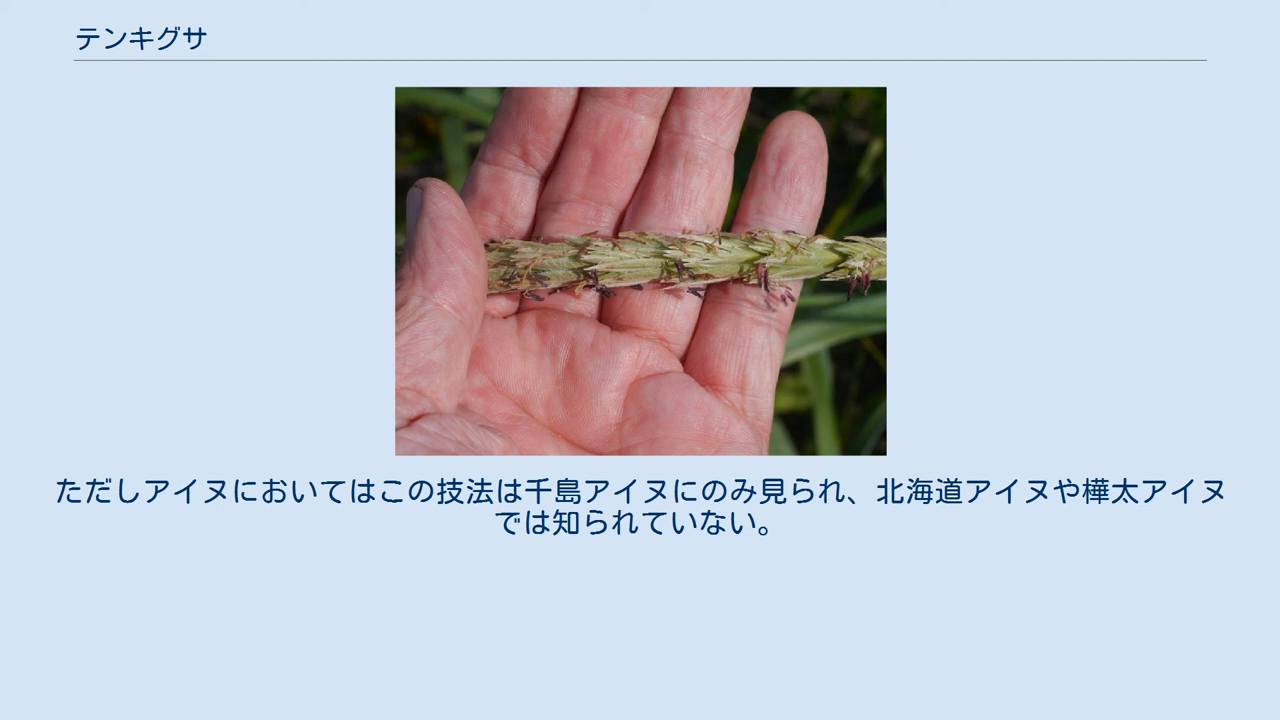 テンキグサ
ただしアイヌにおいてはこの技法は千島アイヌにのみ見られ、北海道アイヌや樺太アイヌ
では知られていない。